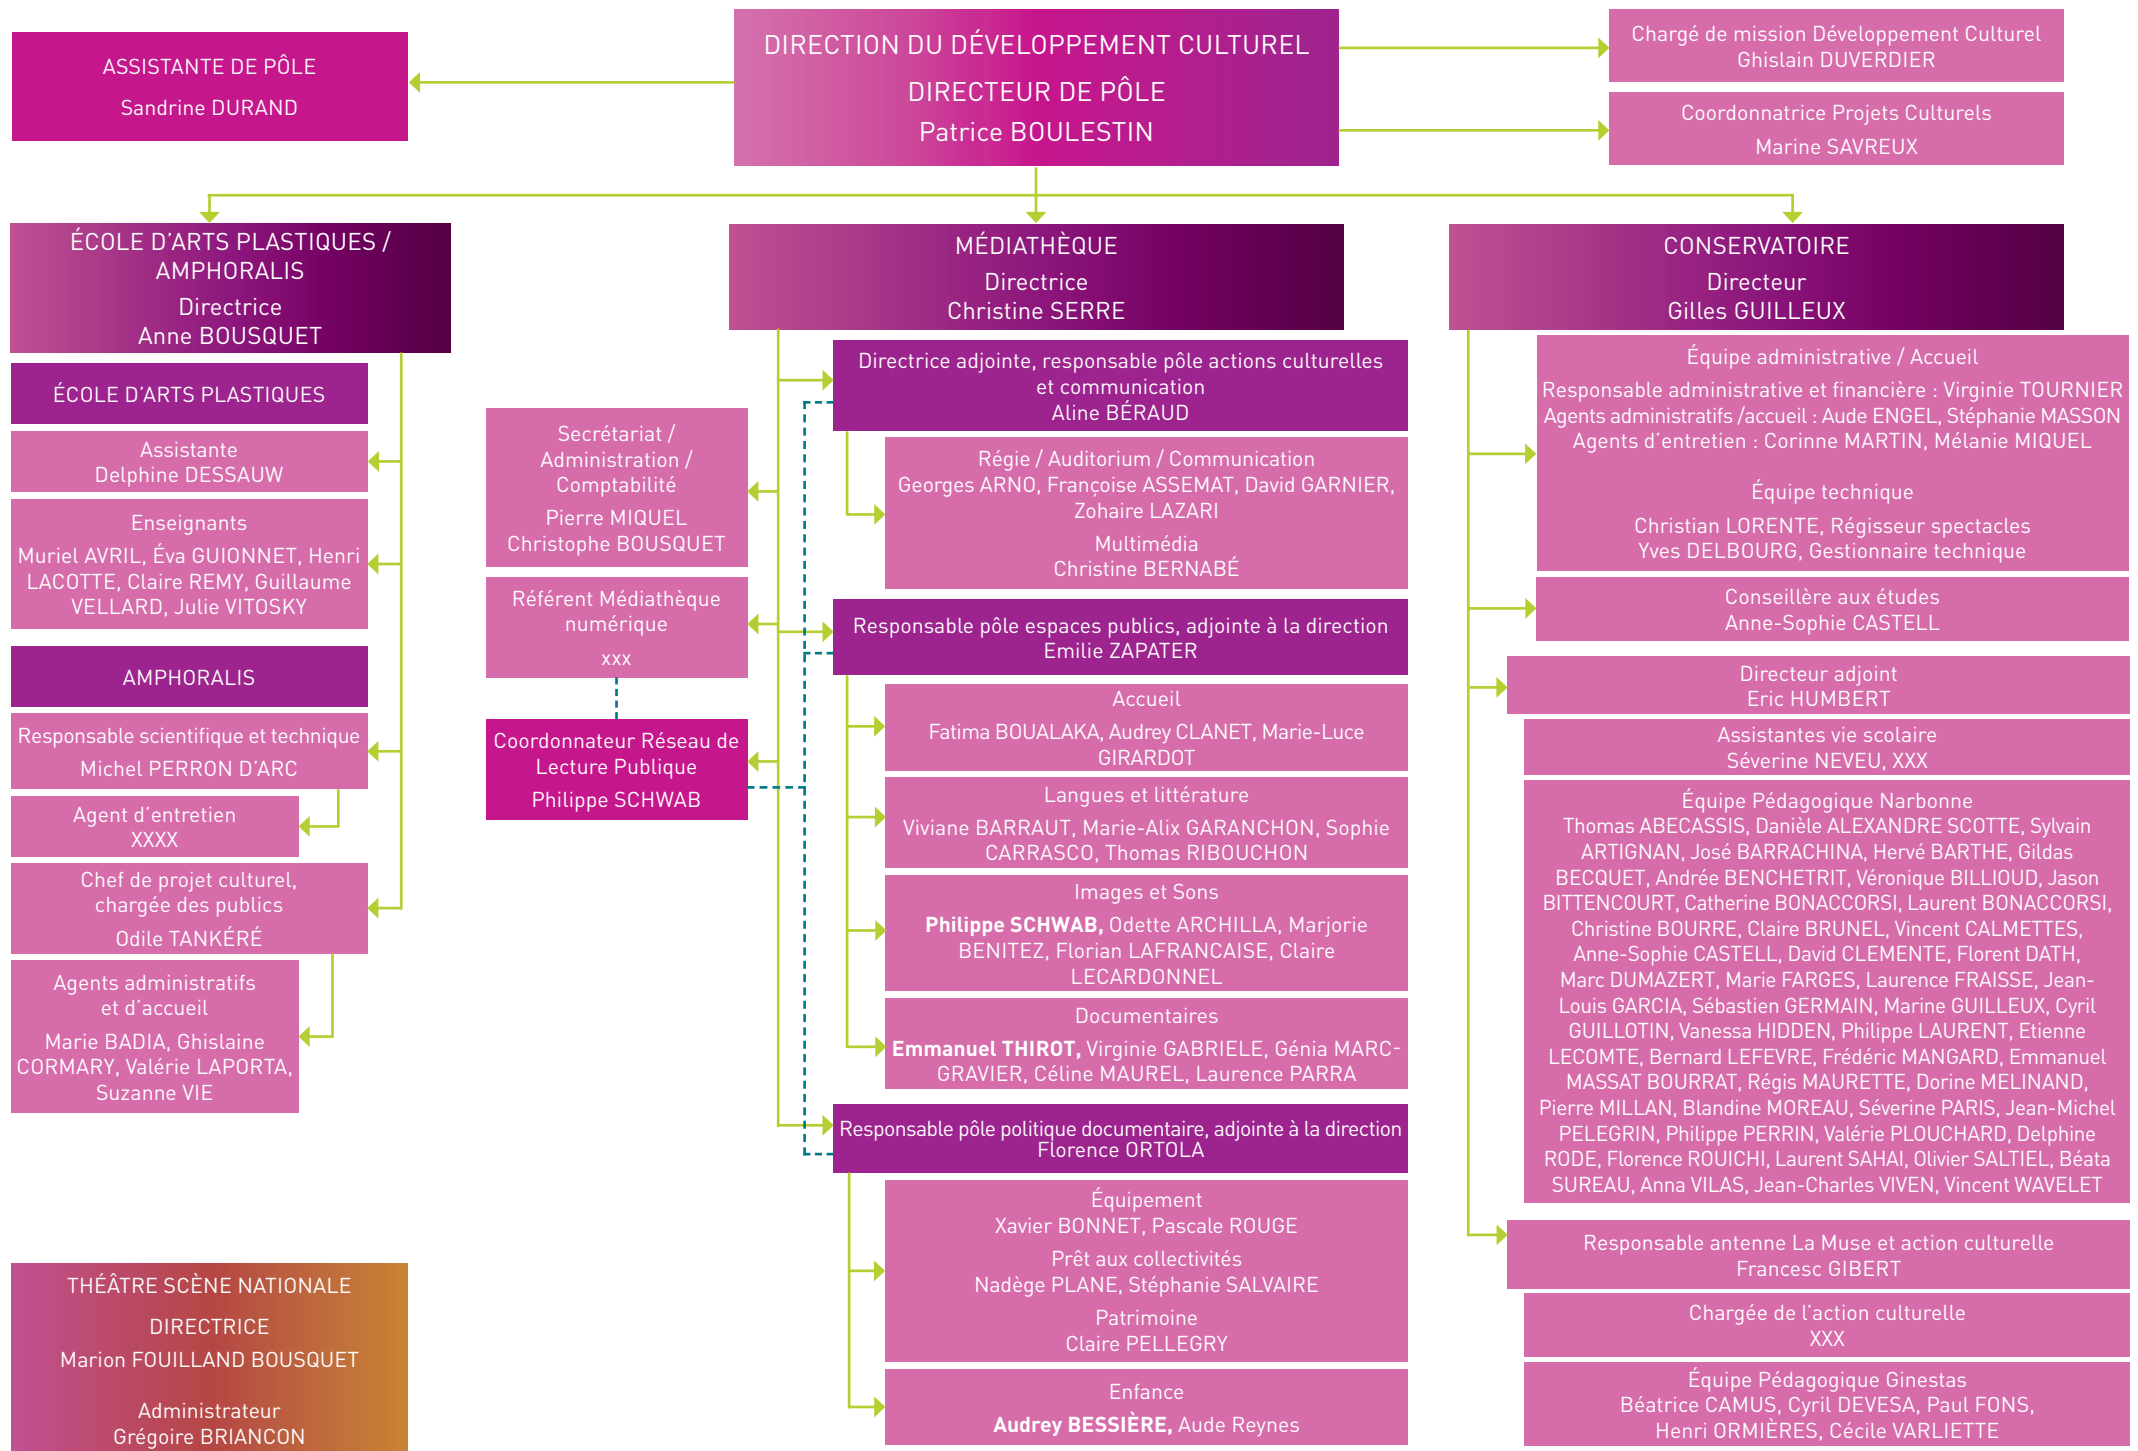 DIRECTION DU DÉVELOPPEMENT CULTUREL
DIRECTEUR DE PÔLE
Patrice BOULESTIN
ASSISTANTE DE PÔLE
Sandrine DURAND
Chargé de mission Développement Culturel
Ghislain DUVERDIER
Coordonnatrice Projets Culturels
Marine SAVREUX
ÉCOLE D'ARTS PLASTIQUES /
AMPHORALIS
Directrice
Anne BOUSQUET
ÉCOLE D'ARTS PLASTIQUES
Assistante
Delphine DESSAUW
Enseignants
Muriel AVRIL, Éva GUIONNET, Henri
LACOTTE, Claire REMY, Guillaume
VELLARD, Julie VITOSKY
AMPHORALIS
Responsable scientifique et technique
Michel PERRON D'ARC
Agent d'entretien
XXXX
Chef de projet culturel,
chargée des publics
Odile TANKÉRÉ
Agents administratifs
et d'accueil
Marie BADIA, Ghislaine
CORMARY, Valérie LAPORTA,
Suzanne VIE
THÉÂTRE SCÈNE NATIONALE
DIRECTRICE
Marion FOUILLAND BOUSQUET
Administrateur
Grégoire BRIANCON
MÉDIATHÈQUE
Directrice
Christine SERRE
Secrétariat /
Administration /
Comptabilité
Pierre MIQUEL
Christophe BOUSQUET
Référent Médiathèque
numérique
xxx
Coordonnateur Réseau de
Lecture Publique
Philippe SCHWAB
Directrice adjointe, responsable pôle actions culturelles
et communication
Aline BÉRAUD
Régie / Auditorium / Communication
Georges ARNO, Françoise ASSEMAT, David GARNIER,
Zohaire LAZARI
Multimédia
Christine BERNABÉ
Responsable pôle espaces publics, adjointe à la direction
Emilie ZAPATER
Accueil
Fatima BOUALAKA, Audrey CLANET, Marie-Luce
GIRARDOT
Langues et littérature
Viviane BARRAUT, Marie-Alix GARANCHON, Sophie
CARRASCO, Thomas RIBOUCHON
Images et Sons
Philippe SCHWAB, Odette ARCHILLA, Marjorie
BENITEZ, Florian LAFRANCAISE, Claire
LECARDONNEL
Documentaires
Emmanuel THIROT, Virginie GABRIELE, Génia MARC-
GRAVIER, Céline MAUREL, Laurence PARRA
Responsable pôle politique documentaire, adjointe à la direction
Florence ORTOLA
Équipement
Xavier BONNET, Pascale ROUGE
Prêt aux collectivités
Nadège PLANE, Stéphanie SALVAIRE
Patrimoine
Claire PELLEGRY
Enfance
Audrey BESSIÈRE, Aude Reynes
CONSERVATOIRE
Directeur
Gilles GUILLEUX
Équipe administrative / Accueil
Responsable administrative et financière : Virginie TOURNIER
Agents administratifs /accueil : Aude ENGEL, Stéphanie MASSON
Agents d'entretien : Corinne MARTIN, Mélanie MIQUEL
Équipe technique
Christian LORENTE, Régisseur spectacles
Yves DELBOURG, Gestionnaire technique
Conseillère aux études
Anne-Sophie CASTELL
Directeur adjoint
Eric HUMBERT
Assistantes vie scolaire
Séverine NEVEU, XXX
Équipe Pédagogique Narbonne
Thomas ABECASSIS, Danièle ALEXANDRE SCOTTE, Sylvain
ARTIGNAN, José BARRACHINA, Hervé BARTHE, Gildas
BECQUET, Andrée BENCHETRIT, Véronique BILLIOUD, Jason
BITTENCOURT, Catherine BONACCORSI, Laurent BONACCORSI,
Christine BOURRE, Claire BRUNEL, Vincent CALMETTES,
Anne-Sophie CASTELL, David CLEMENTE, Florent DATH,
Marc DUMAZERT, Marie FARGES, Laurence FRAISSE, Jean-
Louis GARCIA, Sébastien GERMAIN, Marine GUILLEUX, Cyril
GUILLOTIN, Vanessa HIDDEN, Philippe LAURENT, Etienne
LECOMTE, Bernard LEFEVRE, Frédéric MANGARD, Emmanuel
MASSAT BOURRAT, Régis MAURETTE, Dorine MELINAND,
Pierre MILLAN, Blandine MOREAU, Séverine PARIS, Jean-Michel
PELEGRIN, Philippe PERRIN, Valérie PLOUCHARD, Delphine
RODE, Florence ROUICHI, Laurent SAHAI, Olivier SALTIEL, Béata
SUREAU, Anna VILAS, Jean-Charles VIVEN, Vincent WAVELET
Responsable antenne La Muse et action culturelle
Francesc GIBERT
Chargée de l'action culturelle
XXX
Équipe Pédagogique Ginestas
Béatrice CAMUS, Cyril DEVESA, Paul FONS,
Henri ORMIÈRES, Cécile VARLIETTE